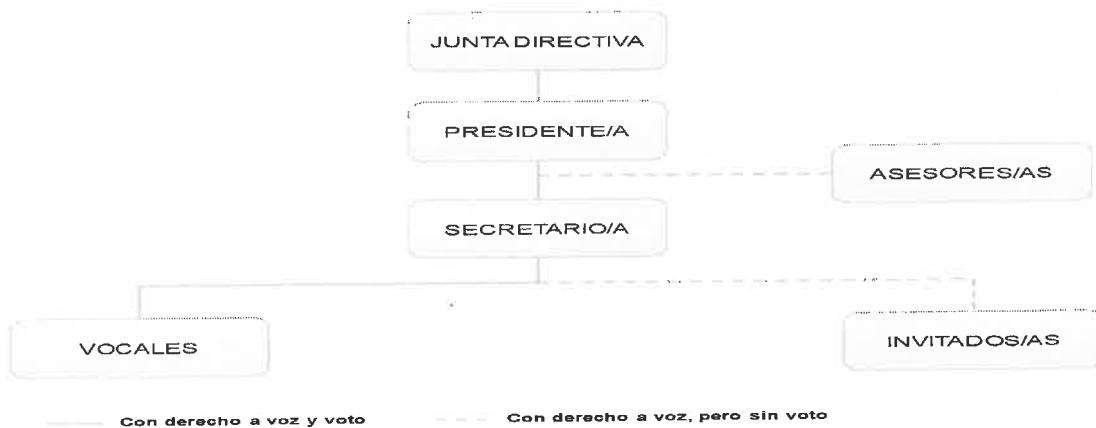 JUNTA DIRECTIVA
PRESIDENTE/A
ASESORES/AS
SECRETARIO/A
VOCALES
INVITADOS/AS
Con derecho a voz y voto
Con derecho a voz, pero sin voto